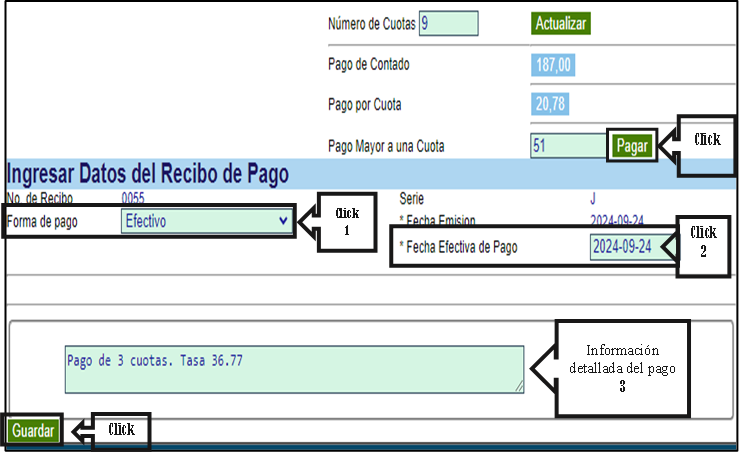 Número de Cuotas 9 Actualizar
Pago de Contado 187,00
Pago por Cuota 20,78
Pago Mayor a una Cuota 51 Pagar Click
Ingresar Datos del Recibo de Pago
No. de Recibo 0055 Serie J
Forma de pago Efectivo Click 1 * Fecha Emision 2024-09-24
* Fecha Efectiva de Pago 2024-09-24 Click 2
Pago de 3 cuotas. Tasa 36.77
Información
detallada del pago
3
Guardar Click